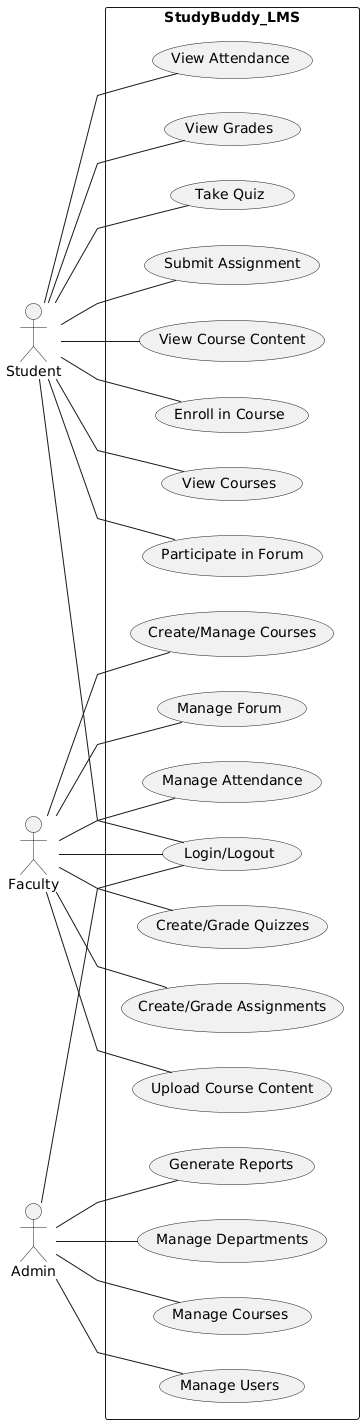 StudyBuddy_LMS
View Attendance
View Grades
Take Quiz
Submit Assignment
View Course Content
Student
Enroll in Course
View Courses
Participate in Forum
Create/Manage Courses
Manage Forum
Manage Attendance
Login/Logout
Faculty
Create/Grade Quizzes
Create/Grade Assignments
Upload Course Content
Generate Reports
Manage Departments
Admin
Manage Courses
Manage Users